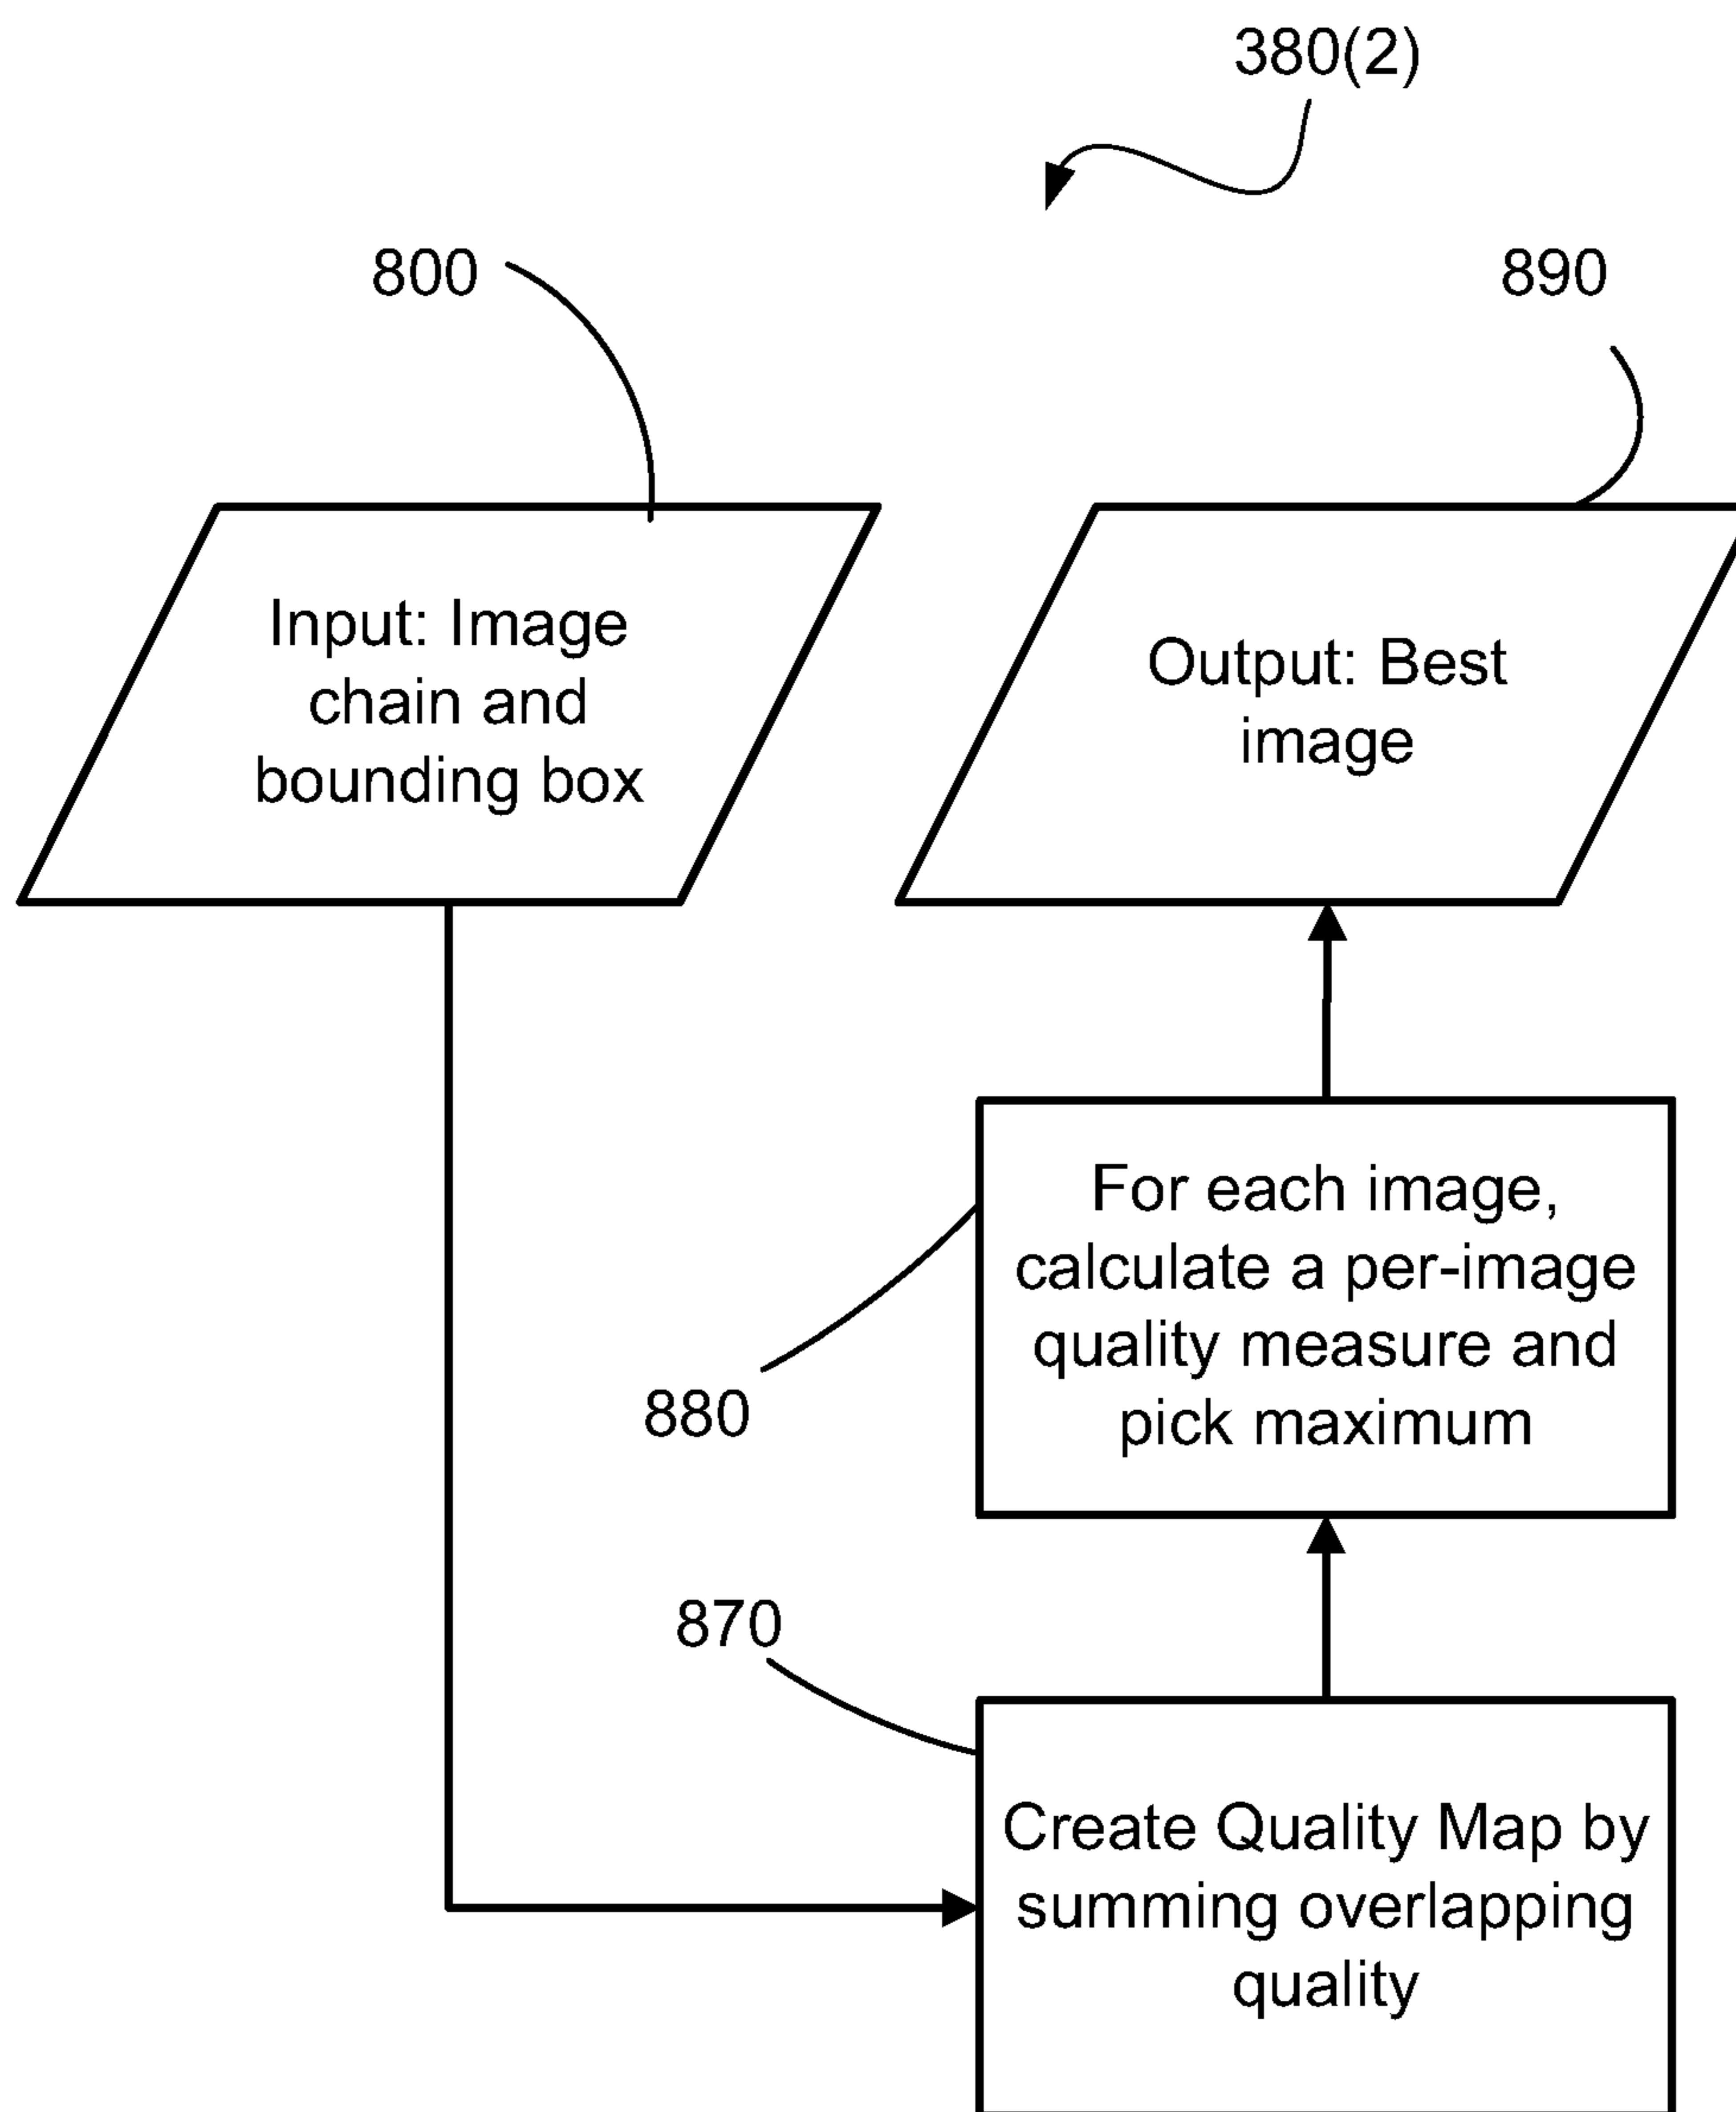 380(2)
800
890
Input: Image
chain and
bounding box
Output: Best
image
For each image,
calculate a per-image
quality measure and
pick maximum
880
870
Create Quality Map by
summing overlapping
quality